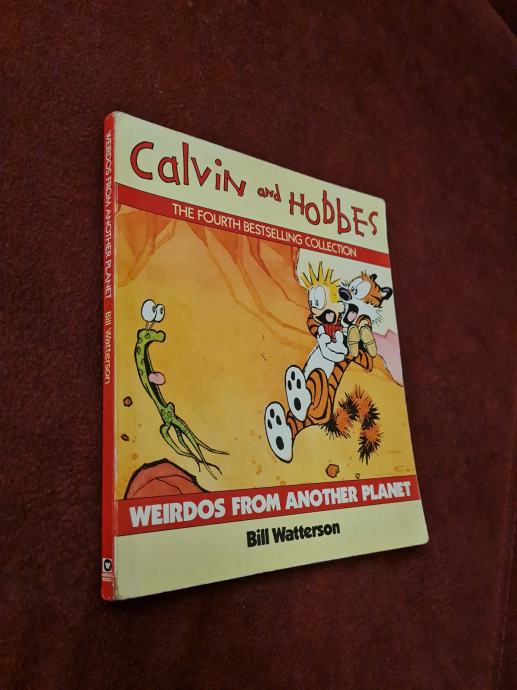 Calvin and HobbEs
THE FOURTH BESTSELLING COLLECTION
WEIRDOS FROM ANOTHER PLANET
Bill Watterson
WEIRDOS FROM ANOTHER PLANET Bill Watterson
W